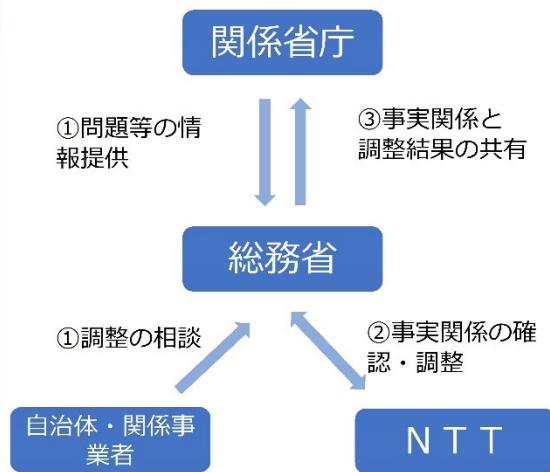 関係省庁
①問題等の情
報提供
③事実関係と
調整結果の共有
総務省
①調整の相談
②事実関係の確
認・調整
自治体・関係事
業者
ＮＴＴ